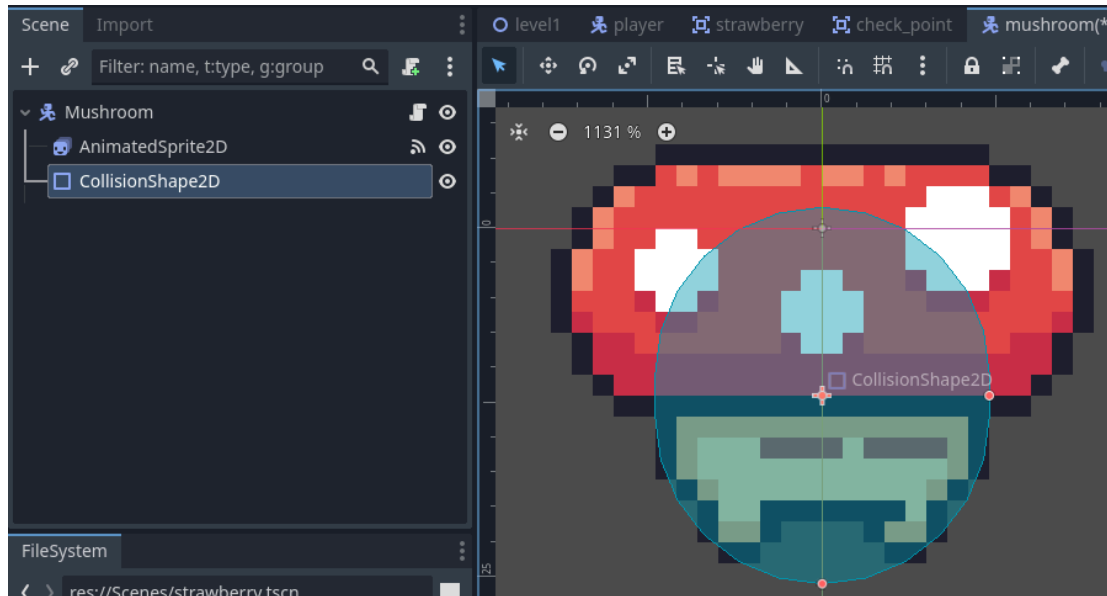 Scene Import
level1 player strawberry check_point mushroom(*
Filter: name, t:type, g:group
Mushroom
AnimatedSprite2D
CollisionShape2D
0
1131 %
0
CollisionShape2D
25
FileSystem
res://Scenes/strawberry.tscn